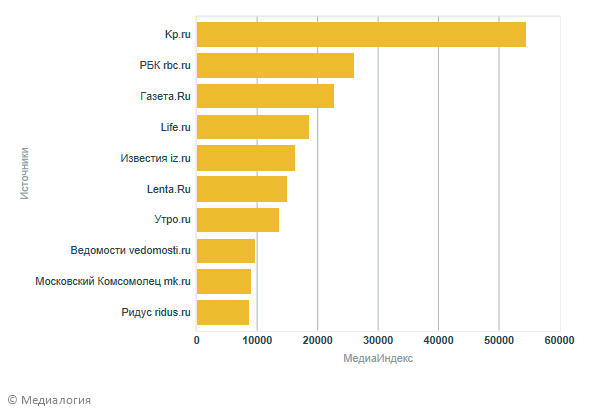 Kp.ru
РБК rbc.ru
Газета.Ru
Life.ru
Известия iz.ru
Lenta.Ru
Утро.ru
Ведомости vedomosti.ru
Московский Комсомолец mk.ru
Ридус ridus.ru
Источники
0 10000 20000 30000 40000 50000 60000
МедиаИндекс
© Медиалогия